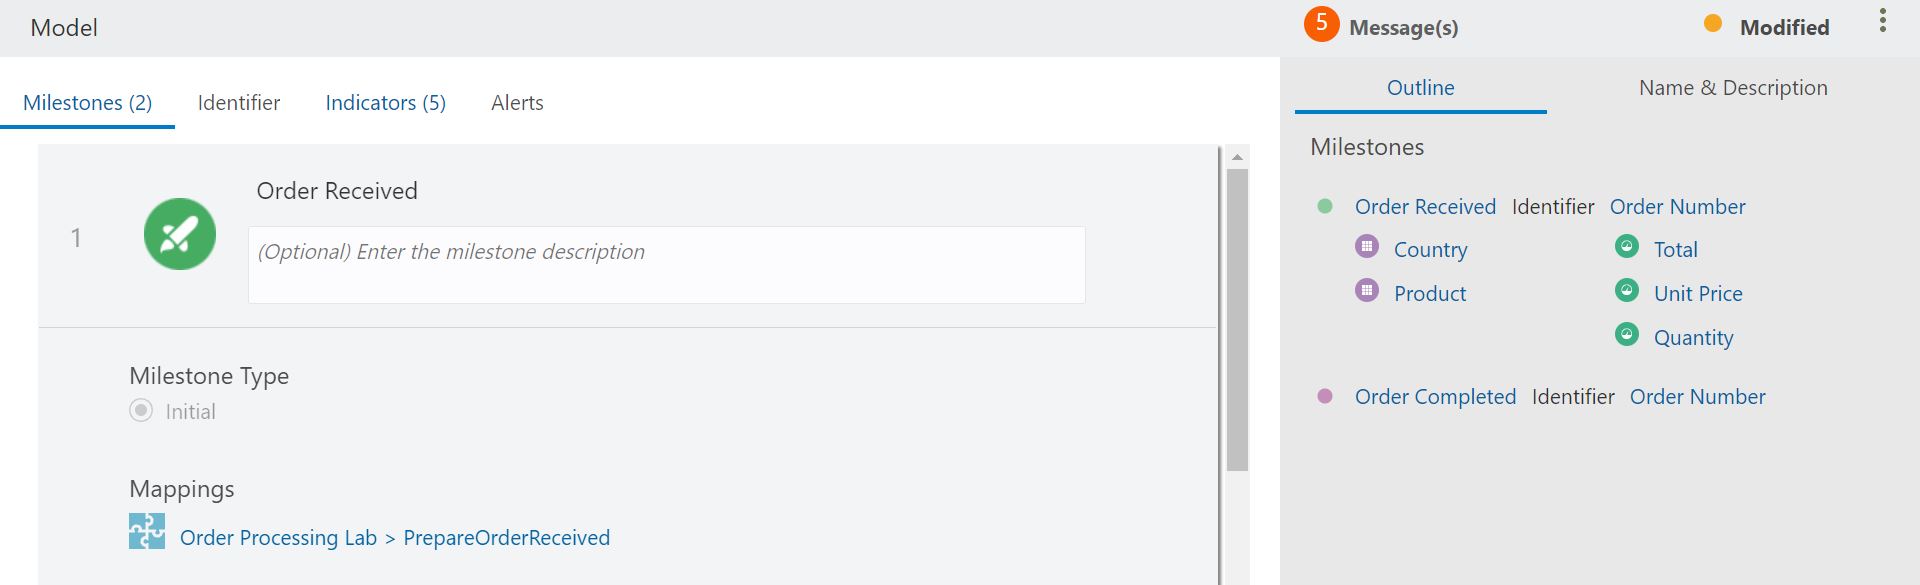 Model
5 Message(s)
Modified
Milestones (2) Identifier Indicators (5) Alerts
1
Order Received
(Optional) Enter the milestone description
Milestone Type
Initial
Mappings
Order Processing Lab > PrepareOrderReceived
Outline Name & Description
Milestones
Order Received Identifier Order Number
Country Total
Product Unit Price
Quantity
Order Completed Identifier Order Number